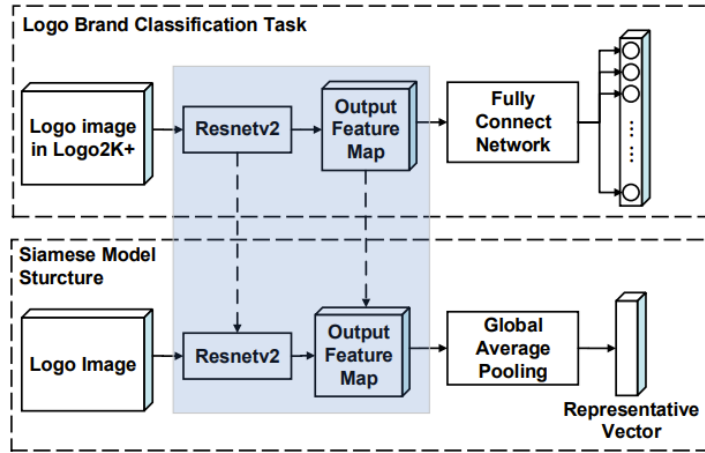 Logo Brand Classification Task
Logo image
in Logo2K+
Resnetv2
Output
Feature
Map
Fully
Connect
Network
Siamese Model
Sturcture
Logo Image
Resnetv2
Output
Feature
Map
Global
Average
Pooling
Representative
Vector